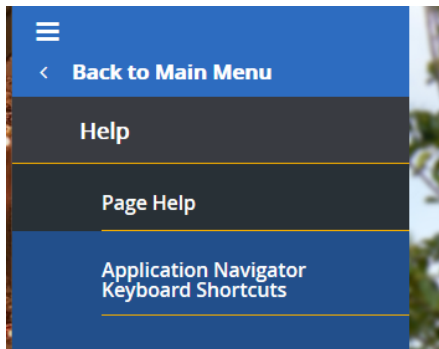 Back to Main Menu
Help
Page Help
Application Navigator
Keyboard Shortcuts